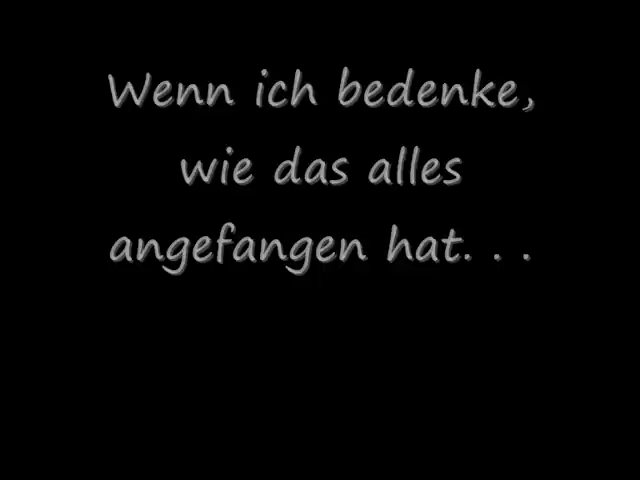 Wenn ich bedenke,
wie das alles
angefangen hat. . .